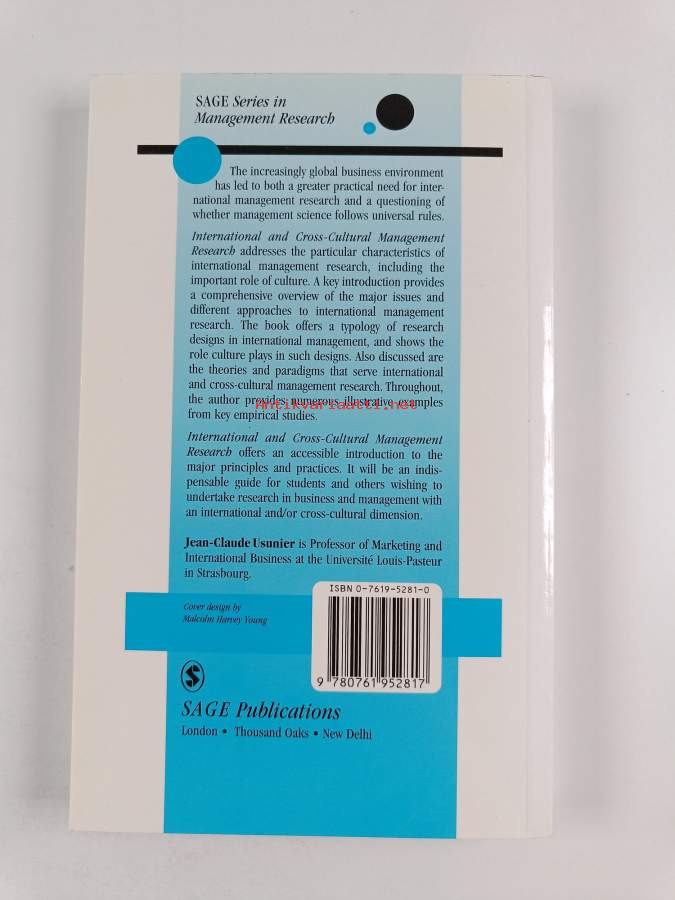 SAGE Series in
Management Research
The increasingly global business environment
has led to both a greater practical need for inter-
national management research and a questioning of
whether management science follows universal rules.
International and Cross-Cultural Management
Research addresses the particular characteristics of
international management research, including the
important role of culture. A key introduction provides
a comprehensive overview of the major issues and
different approaches to international management
research. The book offers a typology of research
designs in international management, and shows the
role culture plays in such designs. Also discussed are
the theories and paradigms that serve international
and cross-cultural management research. Throughout,
the author provides numerous illustrative examples
Antikvariaatti.net
from key empirical studies.
International and Cross-Cultural Management
Research offers an accessible introduction to the
major principles and practices. It will be an indis-
pensable guide for students and others wishing to
undertake research in business and management with
an international and/or cross-cultural dimension.
Jean-Claude Usunier is Professor of Marketing and
International Business at the Université Louis-Pasteur
in Strasbourg.
ISBN 0-7619-5281-0
Cover design by
Malcolm Harvey Young
9 780761 952817
S
SAGE Publications
London • Thousand Oaks • New Delhi